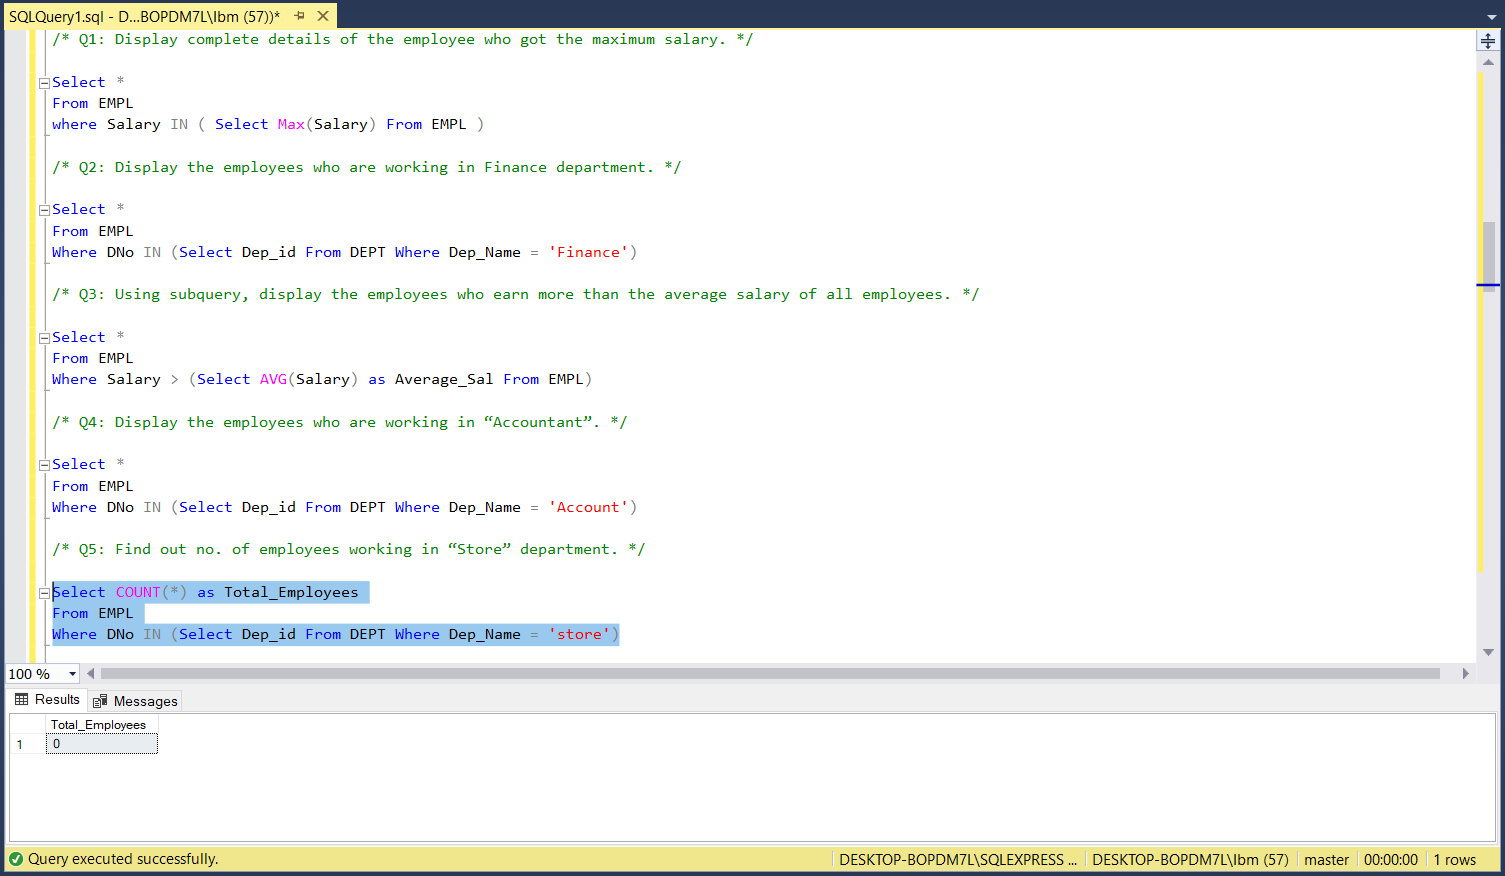 SQLQuery1.sql - D...BOPDM7L\Ibm (57))*
/* Q1: Display complete details of the employee who got the maximum salary. */
Select *
From EMPL
where Salary IN ( Select Max(Salary) From EMPL )
/* Q2: Display the employees who are working in Finance department. */
Select *
From EMPL
Where DNo IN (Select Dep_id From DEPT Where Dep_Name = 'Finance')
/* Q3: Using subquery, display the employees who earn more than the average salary of all employees. */
Select *
From EMPL
Where Salary > (Select AVG(Salary) as Average_Sal From EMPL)
/* Q4: Display the employees who are working in “Accountant”. */
Select *
From EMPL
Where DNo IN (Select Dep_id From DEPT Where Dep_Name = 'Account')
/* Q5: Find out no. of employees working in “Store” department. */
Select COUNT(*) as Total_Employees
From EMPL
Where DNo IN (Select Dep_id From DEPT Where Dep_Name = 'store')
100 %
Results Messages
Total_Employees
1 0
Query executed successfully. DESKTOP-BOPDM7L\SQLEXPRESS ... DESKTOP-BOPDM7L\Ibm (57) master 00:00:00 1 rows